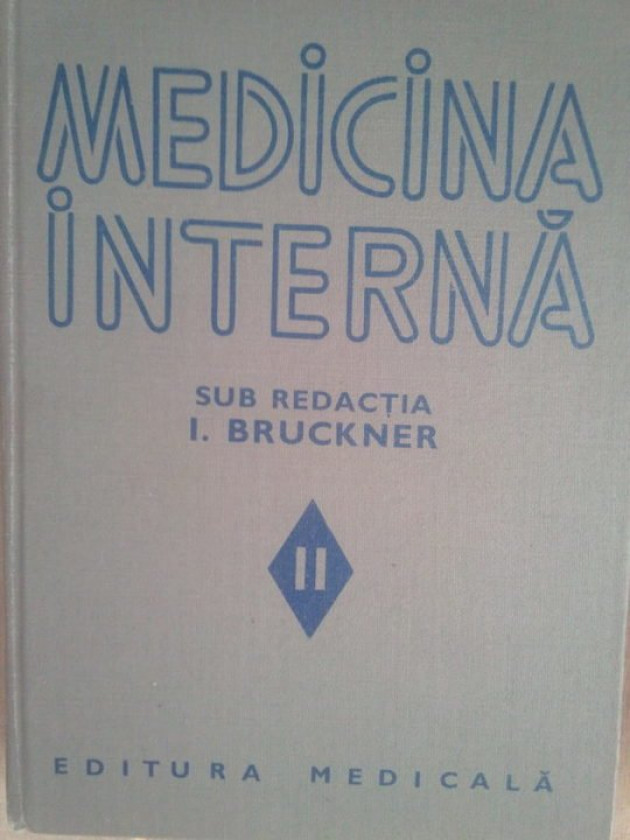 MEDICINA
INTERNĂ
SUB REDACȚIA
I. BRUCKNER
II
EDITURA MEDICALĂ